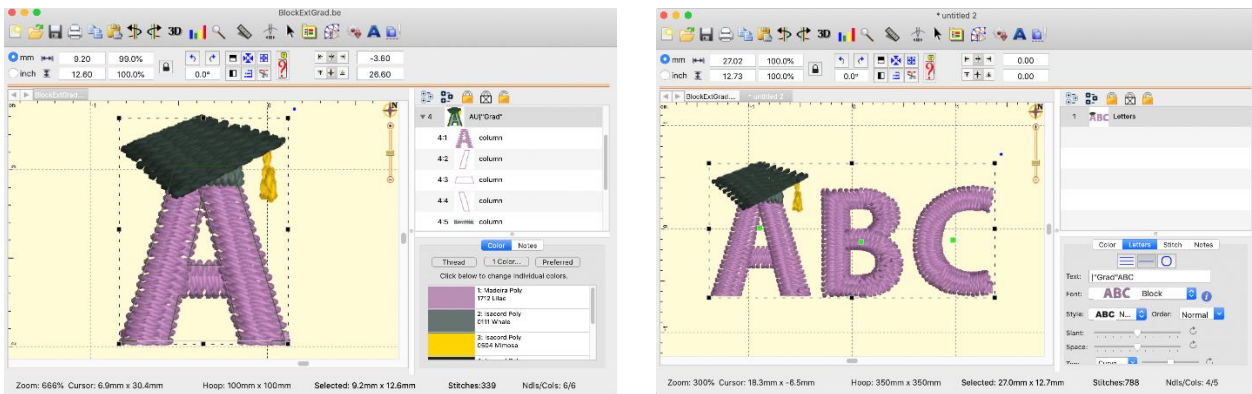 BlockExtGrad.be
3D
mm 9.20 99.0% -3.60
inch 12.60 100.0% 0.0° 26.60
BlockExtGrad...
N
4 AU|"Grad"
4:1 column
4:2 column
4:3 column
4:4 column
4:5 column
Color Notes
Thread 1 Color... Preferred
Click below to change individual colors.
1: Madeira Poly
1712 Lilac
2: Isacord Poly
0111 Whale
3: Isacord Poly
0504 Mimosa
Zoom: 666% Cursor: 6.9mm x 30.4mm Hoop: 100mm x 100mm Selected: 9.2mm x 12.6mm Stitches:339 Ndls/Cols: 6/6
* untitled 2
3D
mm 27.02 100.0% 0.00
inch 12.73 100.0% 0.0° 0.00
BlockExtGrad... * untitled 2
N
ABC
1 ABC Letters
Color Letters Stitch Notes
Text: |"Grad"ABC
Font: ABC Block
Style: ABC N... Order: Normal
Slant:
Space:
Zoom: 300% Cursor: 18.3mm x -6.5mm Hoop: 350mm x 350mm Selected: 27.0mm x 12.7mm Stitches:788 Ndls/Cols: 4/5